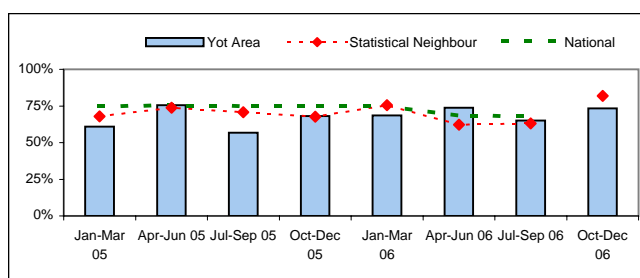 Yot Area Statistical Neighbour National
100%
75%
50%
25%
0%
Jan-Mar Apr-Jun 05 Jul-Sep 05 Oct-Dec Jan-Mar Apr-Jun 06 Jul-Sep 06 Oct-Dec
05 05 06 06